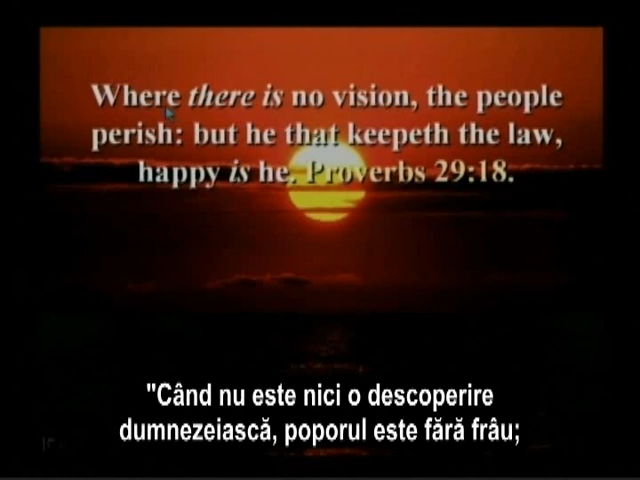 Where there is no vision, the people
perish: but he that keepeth the law,
happy is he. Proverbs 29:18.
"Când nu este nici o descoperire
dumnezeiască, poporul este fără frâu;